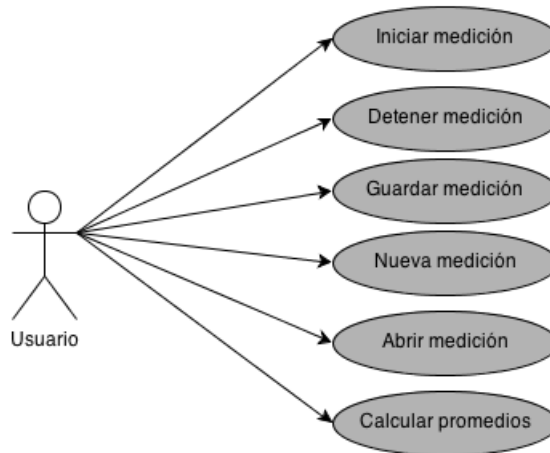 Iniciar medición
Detener medición
Guardar medición
Nueva medición
Usuario
Abrir medición
Calcular promedios